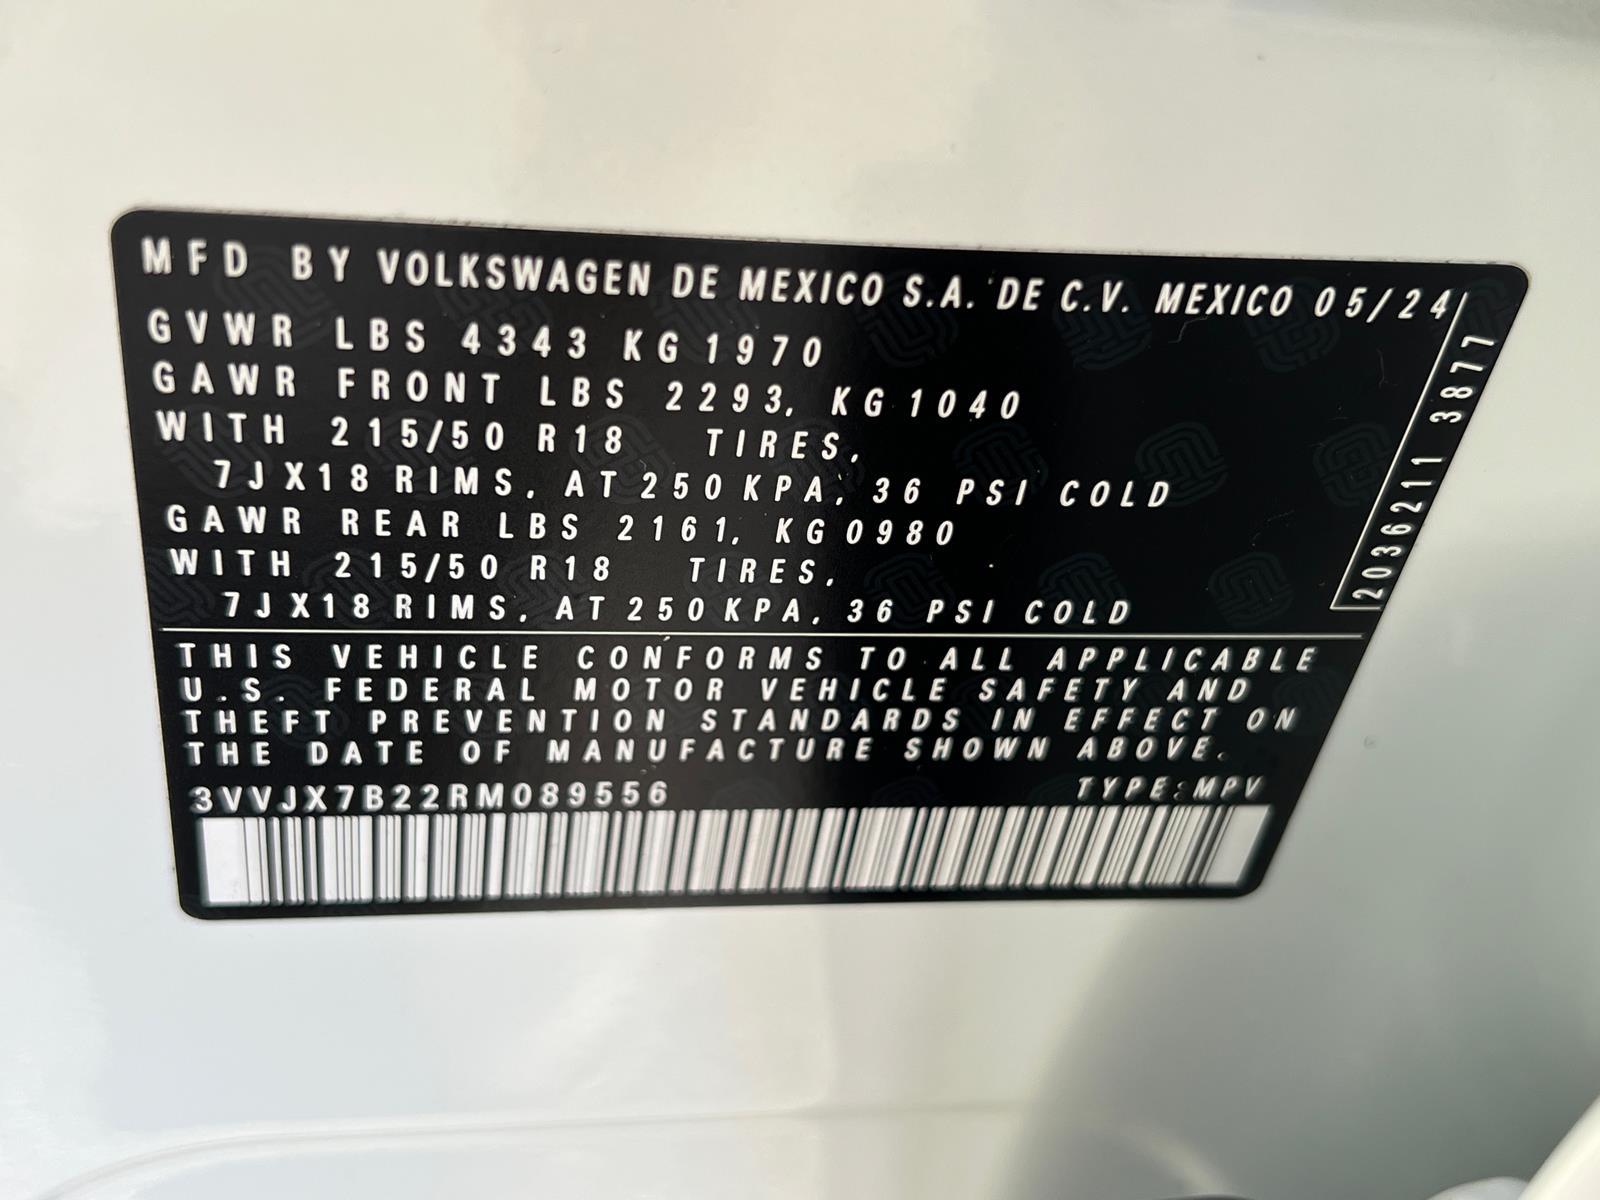 MFD BY VOLKSWAGEN DE MEXICO S.A. DE C.V. MEXICO 05/24
GVWR LBS 4343 KG 1970
GAWR FRONT LBS 2293, KG 1040
WITH 215/50 R18 TIRES,
7JX18 RIMS, AT 250 KPA, 36 PSI COLD
GAWR REAR LBS 2161, KG 0980
WITH 215/50 R18 TIRES,
7JX18 RIMS, AT 250 KPA, 36 PSI COLD
2036211 3877
THIS VEHICLE CONFORMS TO ALL APPLICABLE
U.S. FEDERAL MOTOR VEHICLE SAFETY AND
THEFT PREVENTION STANDARDS IN EFFECT ON
THE DATE OF MANUFACTURE SHOWN ABOVE.
3VVJX7B22RM089556 TYPE:MPV